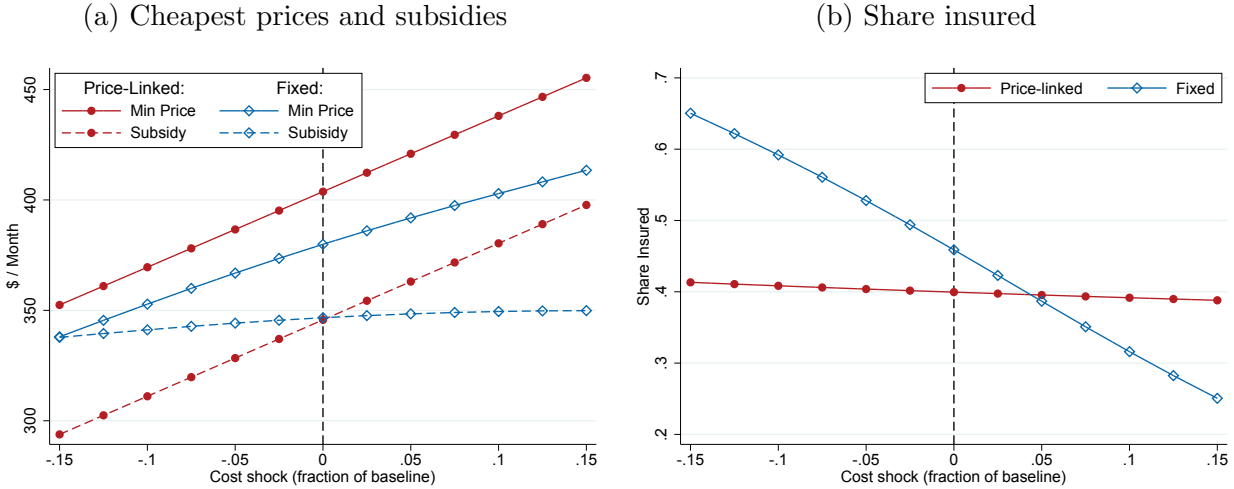 (a) Cheapest prices and subsidies
Price-Linked: Fixed:
Min Price Min Price
Subsidy Subisidy
450
400
350
300
$ / Month
-.15 -.1 -.05 0 .05 .1 .15
Cost shock (fraction of baseline)
(b) Share insured
Price-linked Fixed
.7
.6
.5
.4
.3
.2
Share Insured
-.15 -.1 -.05 0 .05 .1 .15
Cost shock (fraction of baseline)